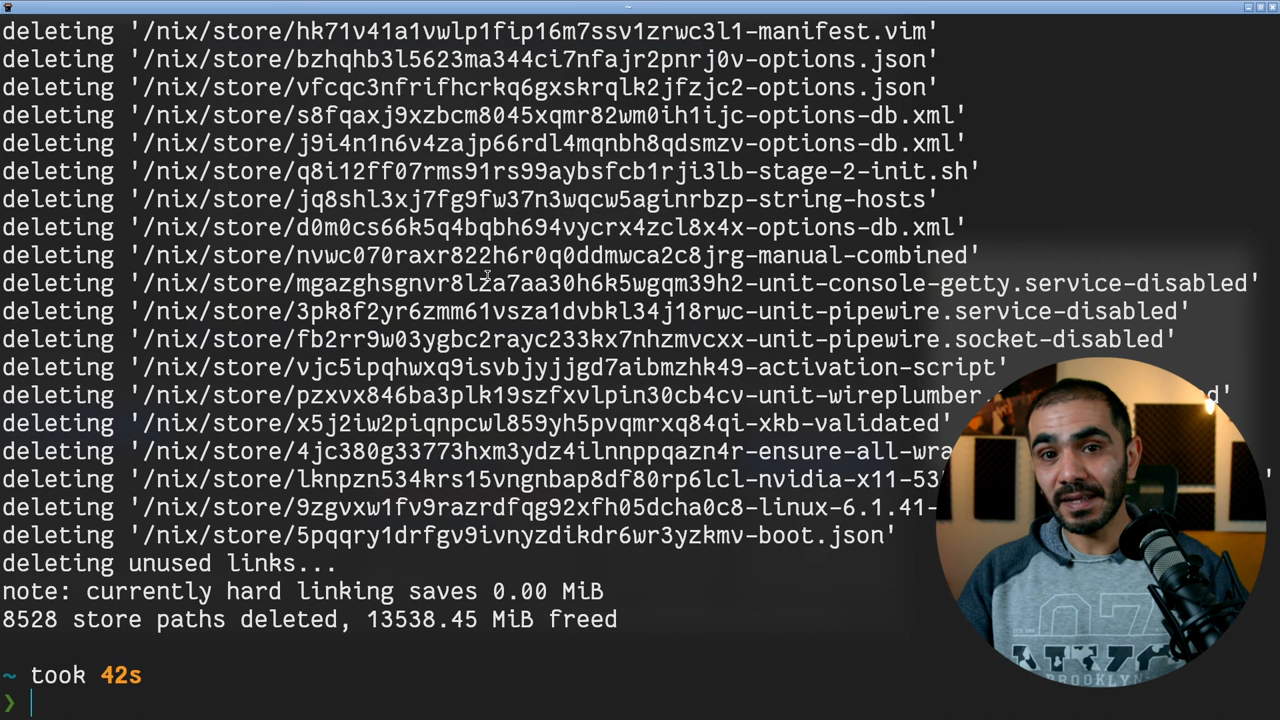 ~
deleting '/nix/store/hk71v41a1vwlp1fip16m7ssv1zrwc3l1-manifest.vim'
deleting '/nix/store/bzhqhb3l5623ma344ci7nfajr2pnrj0v-options.json'
deleting '/nix/store/vfcqc3nfrifhcrkq6gxskrqlk2jfzjc2-options.json'
deleting '/nix/store/s8fqaxj9xzbcm8045xqmr82wm0ih1ijc-options-db.xml'
deleting '/nix/store/j9i4n1n6v4zajp66rdl4mqnbh8qdsmzv-options-db.xml'
deleting '/nix/store/q8i12ff07rms91rs99aybsfcb1rji3lb-stage-2-init.sh'
deleting '/nix/store/jq8shl3xj7fg9fw37n3wqcw5aginrbzp-string-hosts'
deleting '/nix/store/d0m0cs66k5q4bqbh694vycrx4zcl8x4x-options-db.xml'
deleting '/nix/store/nvwc070raxr822h6r0q0ddmwca2c8jrg-manual-combined'
deleting '/nix/store/mgazghsgnvr8lza7aa30h6k5wgqm39h2-unit-console-getty.service-disabled'
deleting '/nix/store/3pk8f2yr6zmm61vsza1dvbkl34j18rwc-unit-pipewire.service-disabled'
deleting '/nix/store/fb2rr9w03ygbc2rayc233kx7nhzmvcxx-unit-pipewire.socket-disabled'
deleting '/nix/store/vjc5ipqhwxq9isvbjyjjgd7aibmzhk49-activation-script'
deleting '/nix/store/pzxvx846ba3plk19szfxvlpin30cb4cv-unit-wireplumber. d'
deleting '/nix/store/x5j2iw2piqnpcwl859yh5pvqmrxq84qi-xkb-validated'
deleting '/nix/store/4jc380g33773hxm3ydz4ilnnppqazn4r-ensure-all-wra
deleting '/nix/store/lknpzn534krs15vngnbap8df80rp6lcl-nvidia-x11-53 '
deleting '/nix/store/9zgvxw1fv9razrdfqg92xfh05dcha0c8-linux-6.1.41-
deleting '/nix/store/5pqqry1drfgv9ivnyzdikdr6wr3yzkmv-boot.json'
deleting unused links...
note: currently hard linking saves 0.00 MiB
8528 store paths deleted, 13538.45 MiB freed
~ took 42s
❯
BROOKLYN